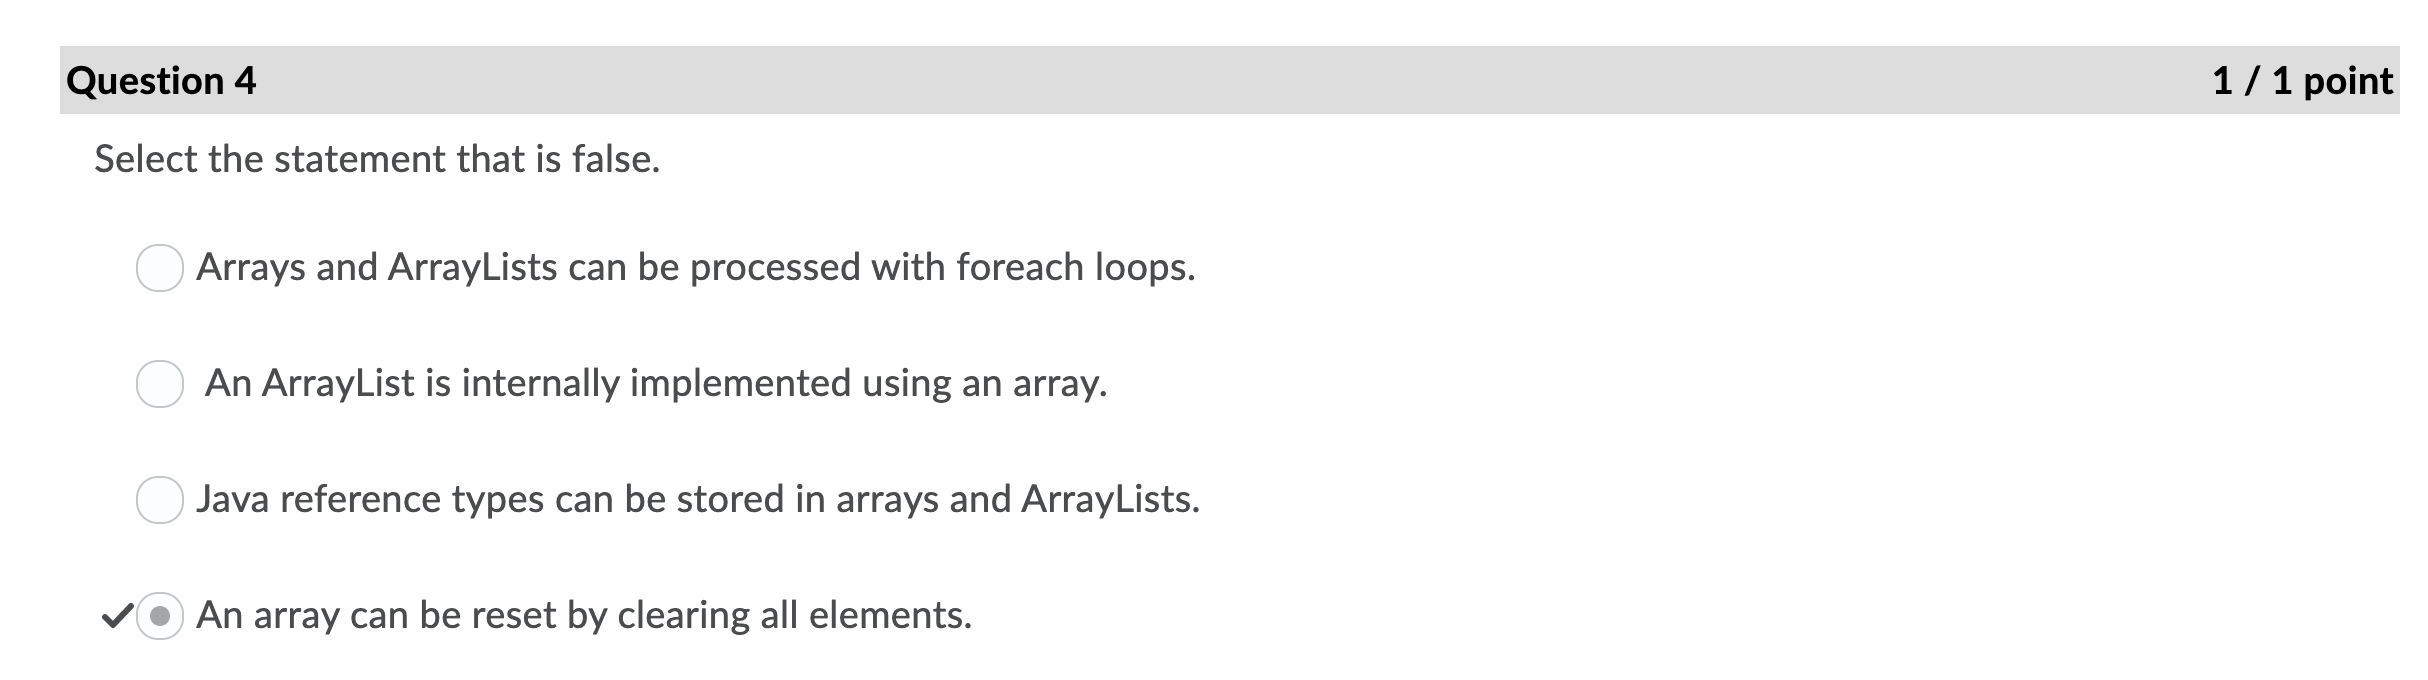 Question 4
1 / 1 point
Select the statement that is false.
Arrays and ArrayLists can be processed with foreach loops.
An ArrayList is internally implemented using an array.
Java reference types can be stored in arrays and ArrayLists.
An array can be reset by clearing all elements.